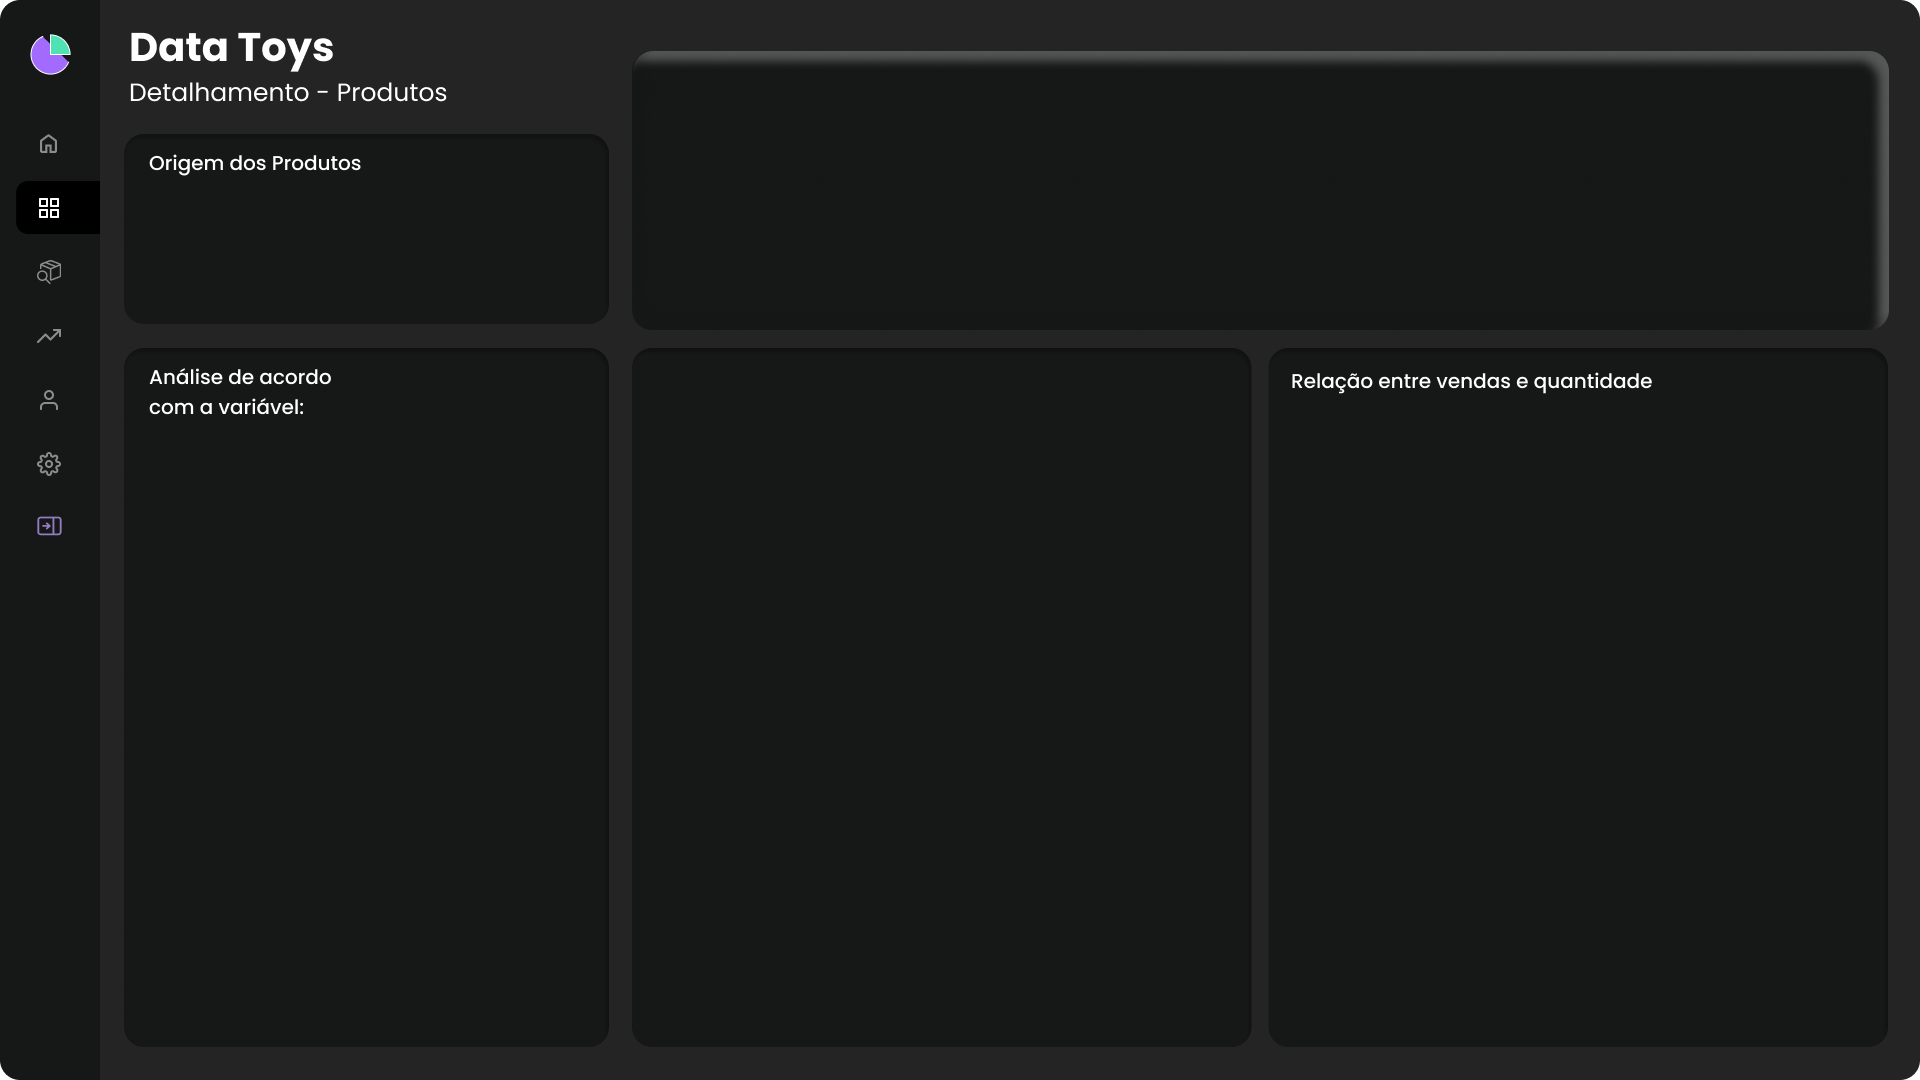 Data Toys
Detalhamento - Produtos
Origem dos Produtos
Análise de acordo
com a variável:
Relação entre vendas e quantidade